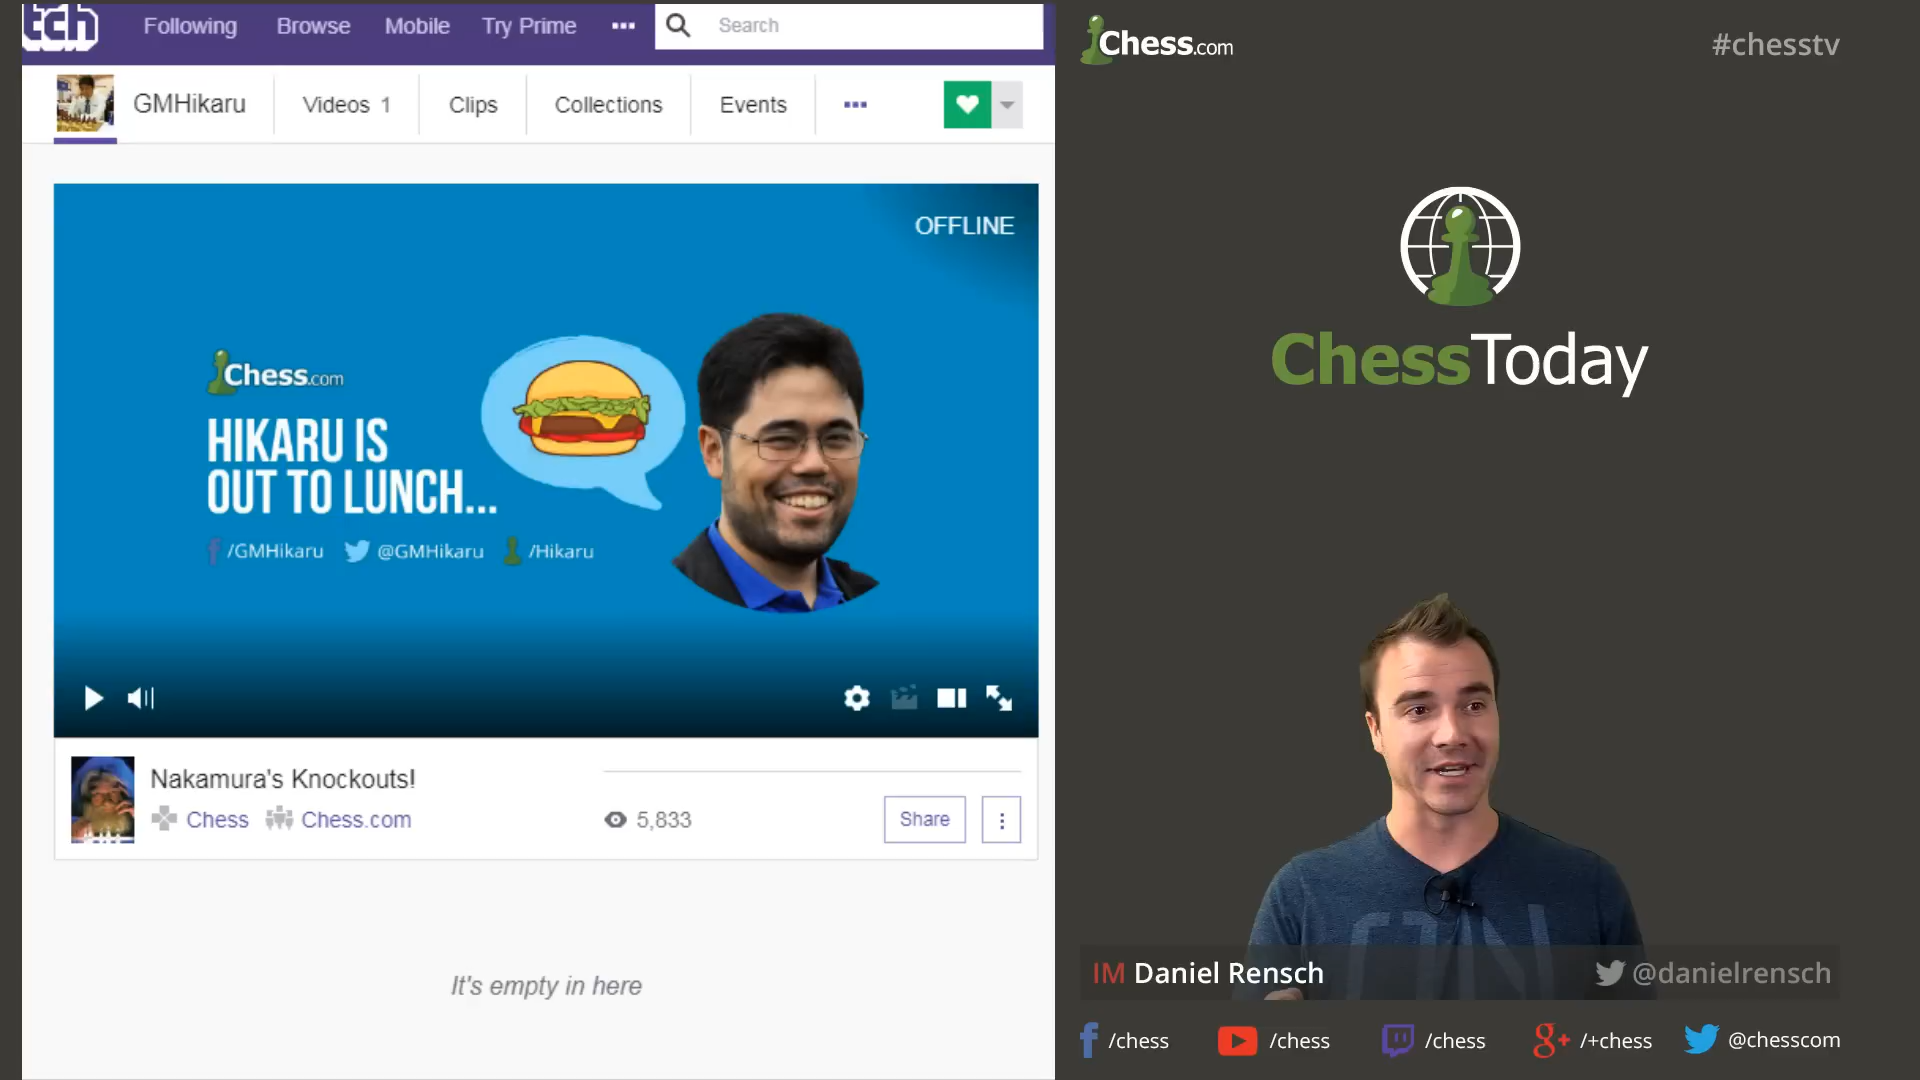 tch Following Browse Mobile Try Prime Search
GMHikaru Videos 1 Clips Collections Events
OFFLINE
Chess.com
HIKARU IS
OUT TO LUNCH...
/GMHikaru @GMHikaru /Hikaru
Nakamura's Knockouts!
Chess Chess.com 5,833 Share
It's empty in here
Chess.com #chesstv
ChessToday
IM Daniel Rensch @danielrensch
/chess /chess /chess /+chess @chesscom